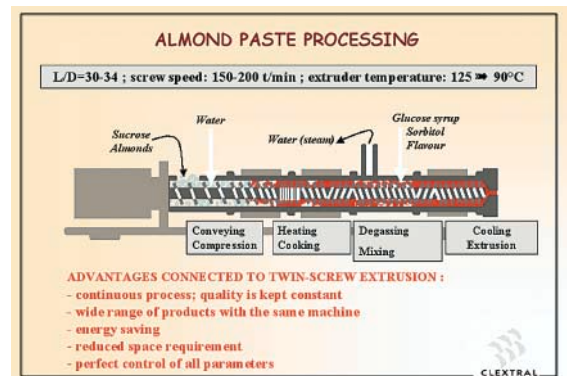 ALMOND PASTE PROCESSING
L/D=30-34 ; screw speed: 150-200 t/min ; extruder temperature: 125 ➠ 90°C
Sucrose
Almonds
Water
Water (steam)
Glucose syrup
Sorbitol
Flavour
Conveying
Compression
Heating
Cooking
Degassing
Mixing
Cooling
Extrusion
ADVANTAGES CONNECTED TO TWIN-SCREW EXTRUSION :
- continuous process; quality is kept constant
- wide range of products with the same machine
- energy saving
- reduced space requirement
- perfect control of all parameters
CLEXTRAL